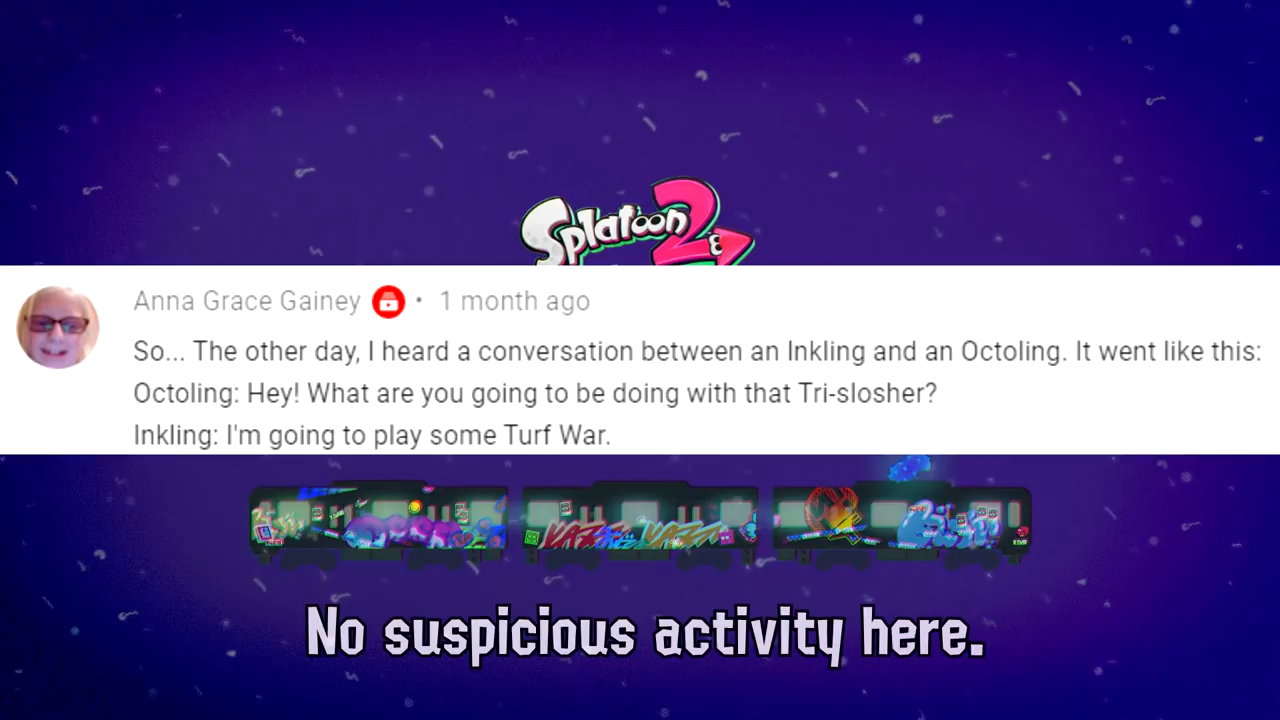 Splatoon 2
Anna Grace Gainey • 1 month ago
So... The other day, I heard a conversation between an Inkling and an Octoling. It went like this:
Octoling: Hey! What are you going to be doing with that Tri-slosher?
Inkling: I'm going to play some Turf War.
No suspicious activity here.